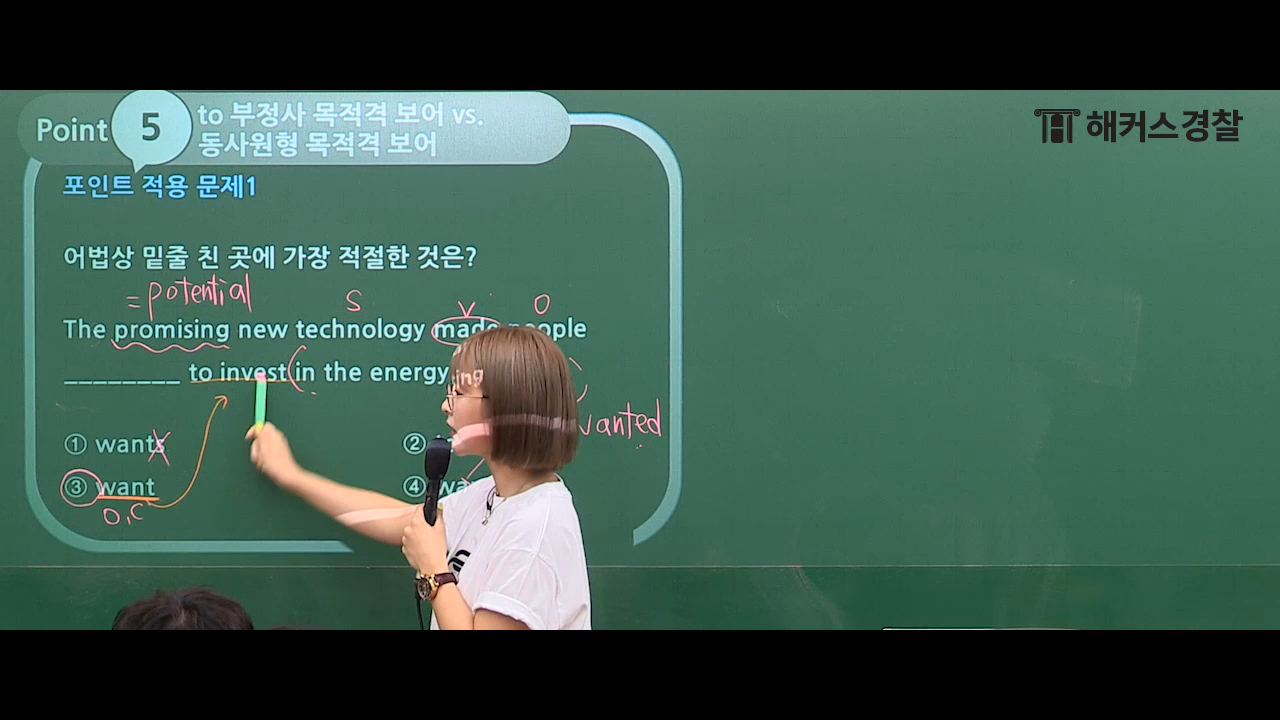 해커스경찰
Point 5 to 부정사 목적격 보어 vs.
동사원형 목적격 보어
포인트 적용 문제1
어법상 밑줄 친 곳에 가장 적절한 것은?
= potential S V O
The promising new technology made people
________ to invest in the energy
wanted
① wants ②
③ want ④
O.C